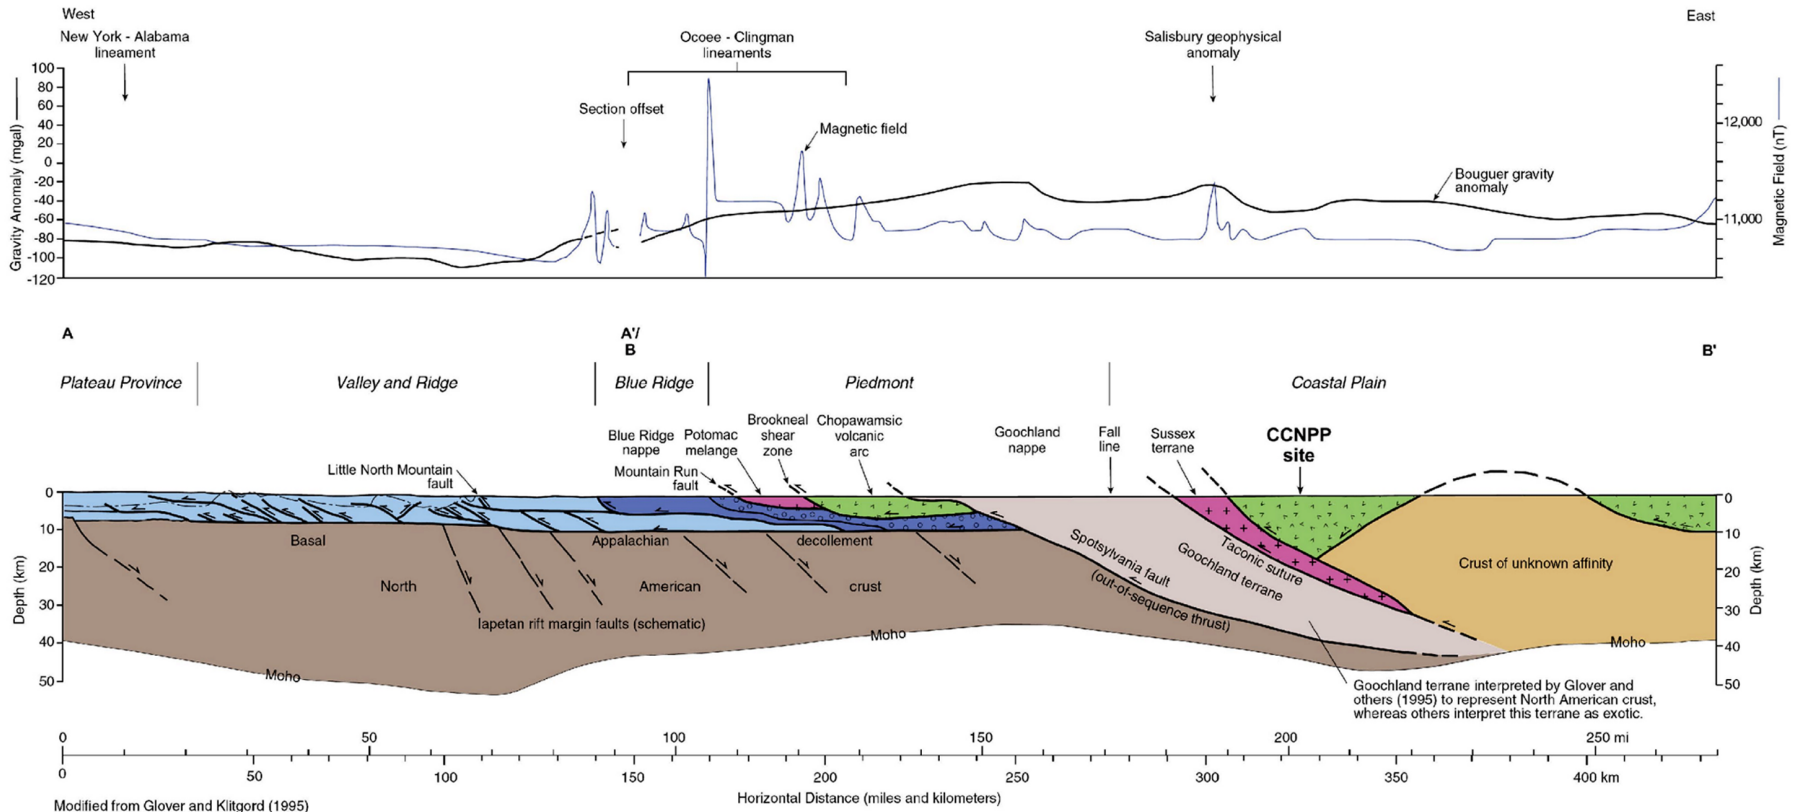 West
East
New York - Alabama
lineament
Ocoee - Clingman
lineaments
Salisbury geophysical
anomaly
Section offset
Magnetic field
Bouguer gravity
anomaly
Gravity Anomaly (mgal)
100
80
60
40
20
0
-20
-40
-60
-80
-100
-120
12,000
11,000
Magnetic Field (nT)
A
A'/
B
B'
Plateau Province
Valley and Ridge
Blue Ridge
Piedmont
Coastal Plain
Little North Mountain
fault
Blue Ridge
nappe
Mountain Run
fault
Potomac
melange
Brookneal
shear
zone
Chopawamsic
volcanic
arc
Goochland
nappe
Fall
line
Sussex
terrane
CCNPP
site
Depth (km)
0
10
20
30
40
50
0
10
20
30
40
50
Depth (km)
Basal
Appalachian
decollement
North
American
crust
Iapetan rift margin faults (schematic)
Moho
Moho
Moho
Spotsylvania fault
(out-of-sequence thrust)
Goochland terrane
Taconic suture
Crust of unknown affinity
Goochland terrane interpreted by Glover and
others (1995) to represent North American crust,
whereas others interpret this terrane as exotic.
0
50
100
150
200
250 mi
0
50
100
150
200
250
300
350
400 km
Horizontal Distance (miles and kilometers)
Modified from Glover and Klitgord (1995)